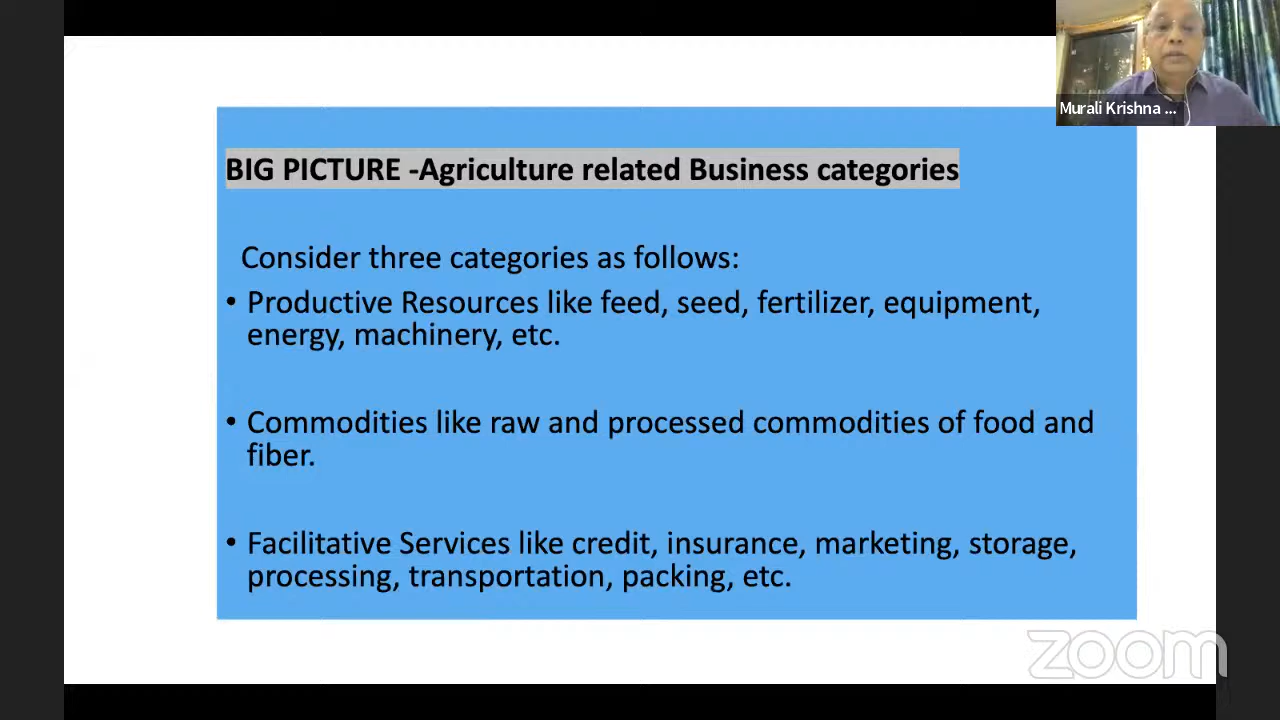 Murali Krishna ...
BIG PICTURE -Agriculture related Business categories
Consider three categories as follows:
• Productive Resources like feed, seed, fertilizer, equipment,
energy, machinery, etc.
• Commodities like raw and processed commodities of food and
fiber.
• Facilitative Services like credit, insurance, marketing, storage,
processing, transportation, packing, etc.
zoom